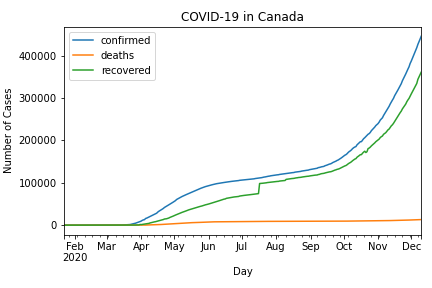 COVID-19 in Canada
confirmed
deaths
recovered
Number of Cases
400000
300000
200000
100000
0
Feb Mar Apr May Jun Jul Aug Sep Oct Nov Dec
2020
Day